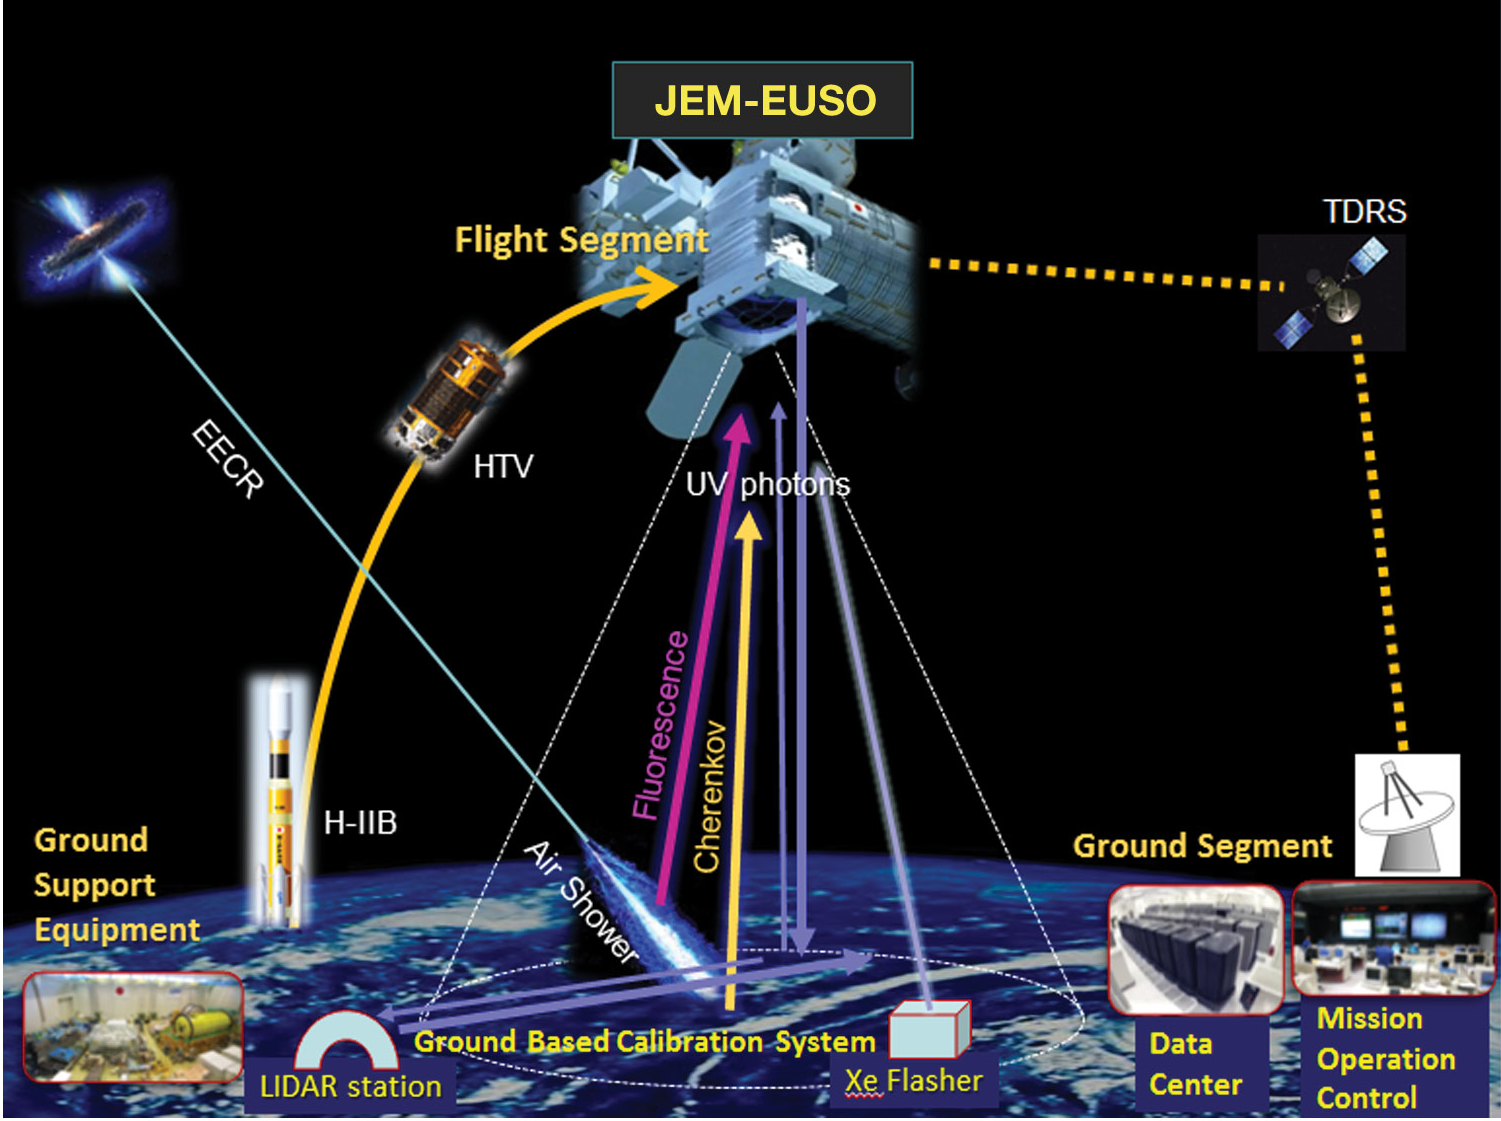 JEM-EUSO
TDRS
Flight Segment
EECR
HTV
UV photons
Fluorescence
Cherenkov
H-IIB
Air Shower
Ground
Support
Equipment
Ground Segment
Ground Based Calibration System
LIDAR station
Xe Flasher
Data
Center
Mission
Operation
Control